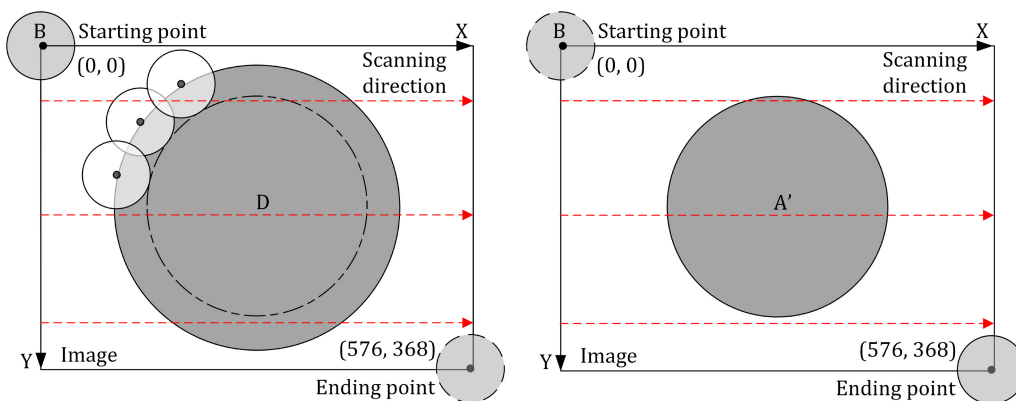 B Starting point X
(0, 0) Scanning
direction
D
(576, 368)
Y Image
Ending point
B Starting point X
(0, 0) Scanning
direction
A’
(576, 368)
Y Image
Ending point